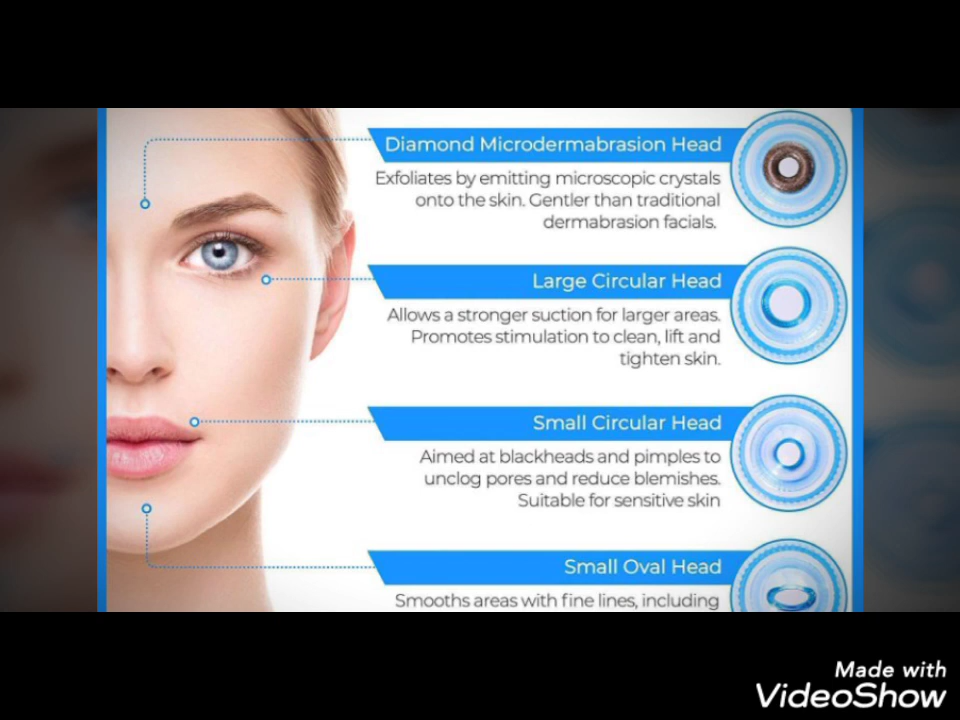 Diamond Microdermabrasion Head
Exfoliates by emitting microscopic crystals
onto the skin. Gentler than traditional
dermabrasion facials.
Large Circular Head
Allows a stronger suction for larger areas.
Promotes stimulation to clean, lift and
tighten skin.
Small Circular Head
Aimed at blackheads and pimples to
unclog pores and reduce blemishes.
Suitable for sensitive skin
Small Oval Head
Smooths areas with fine lines, including
Made with
VideoShow